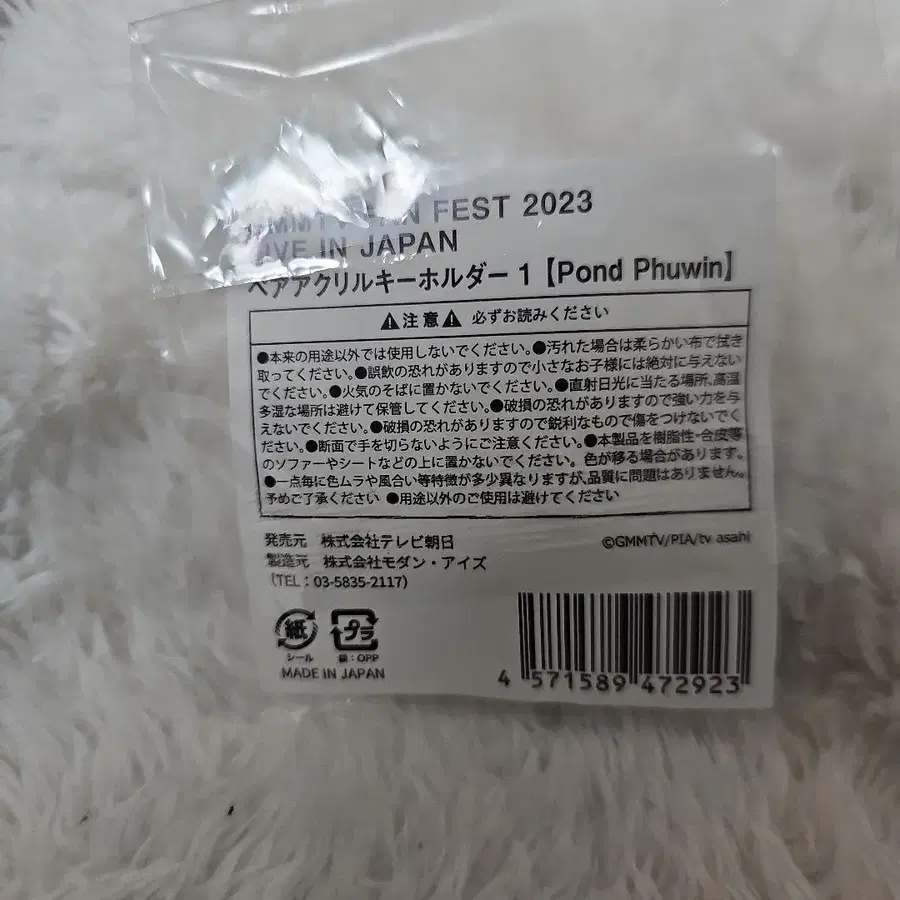 GMMTV FAN FEST 2023
LIVE IN JAPAN
ペアアクリルキーホルダー 1【Pond Phuwin】
⚠注意⚠ 必ずお読みください
●本来の用途以外では使用しないでください。●汚れた場合は柔らかい布で拭き
取ってください。●誤飲の恐れがありますので小さなお子様には絶対に与えない
でください。●火気のそばに置かないでください。●直射日光に当たる場所、高温
多湿な場所は避けて保管してください。●破損の恐れがありますので強い力を与
えないでください。●破損の恐れがありますので鋭利なもので傷をつけないでく
ださい。●断面で手を切らないようにご注意ください。●本製品を樹脂性・合皮等
のソファーやシートなどの上に置かないでください。色が移る場合があります。
●一点毎に色ムラや風合い等特徴が多少異なりますが、品質に問題はありません。
予めご了承ください ●用途以外のご使用は避けてください
発売元 株式会社テレビ朝日
©GMMTV/PIA/tv asahi
製造元 株式会社モダン・アイズ
(TEL：03-5835-2117)
紙
プラ
シール
袋：OPP
MADE IN JAPAN
4 571589 472923